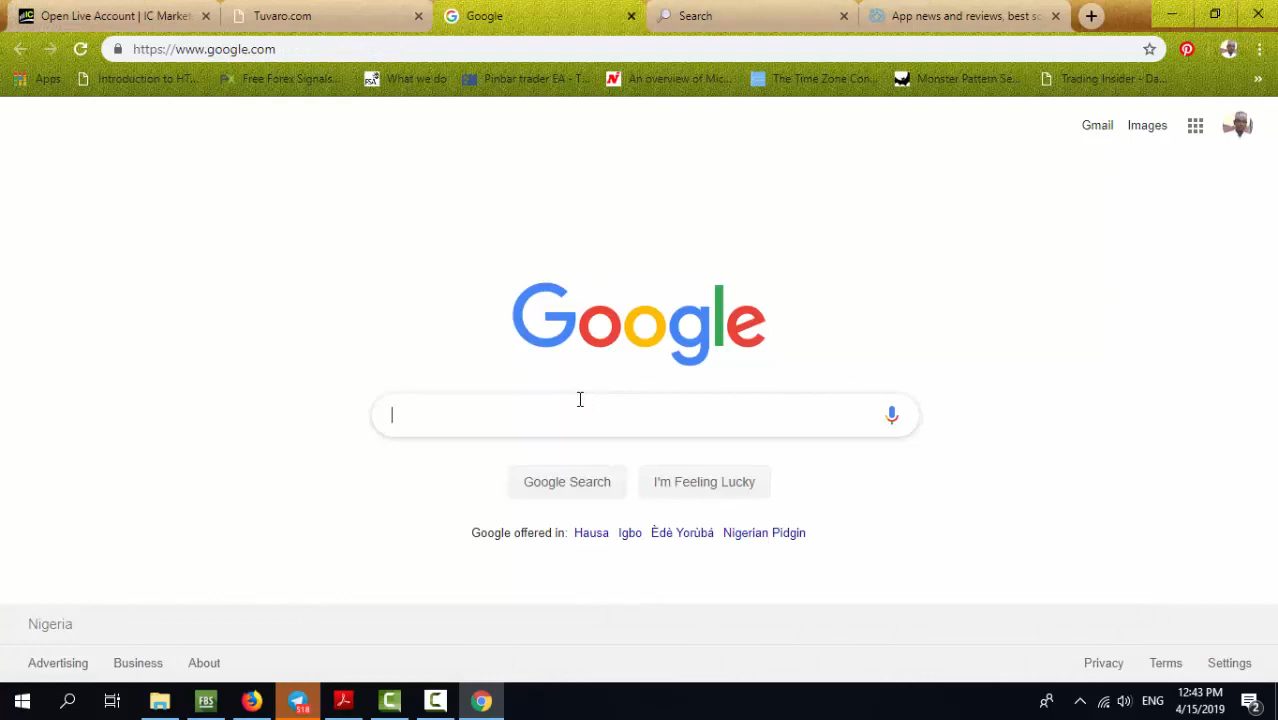 Open Live Account | IC Market
Tuvaro.com
Google
Search
App news and reviews, best so
https://www.google.com
Apps
Introduction to HT...
Free Forex Signals...
What we do
Pinbar trader EA - T...
An overview of Mic...
The Time Zone Con...
Monster Pattern Se...
Trading Insider - Da...
Gmail
Images
Google
Google Search
I'm Feeling Lucky
Google offered in: Hausa Igbo Èdè Yorùbá Nigerian Pidgin
Nigeria
Advertising
Business
About
Privacy
Terms
Settings
FBS
518
ENG
12:43 PM
4/15/2019
2